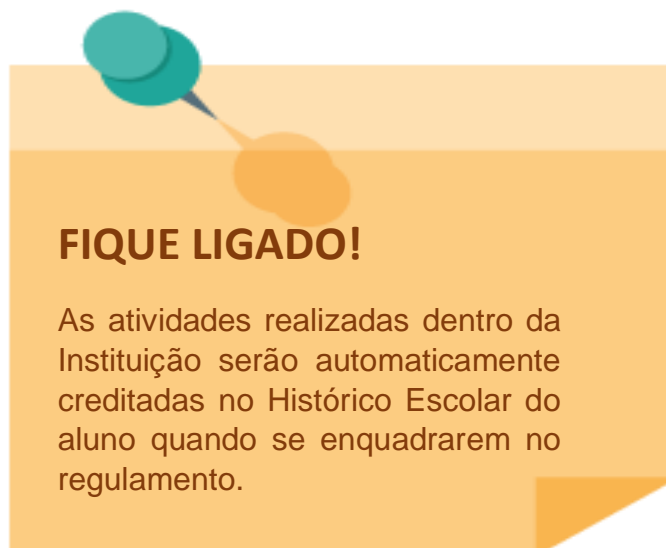 FIQUE LIGADO!
As atividades realizadas dentro da
Instituição serão automaticamente
creditadas no Histórico Escolar do
aluno quando se enquadrarem no
regulamento.